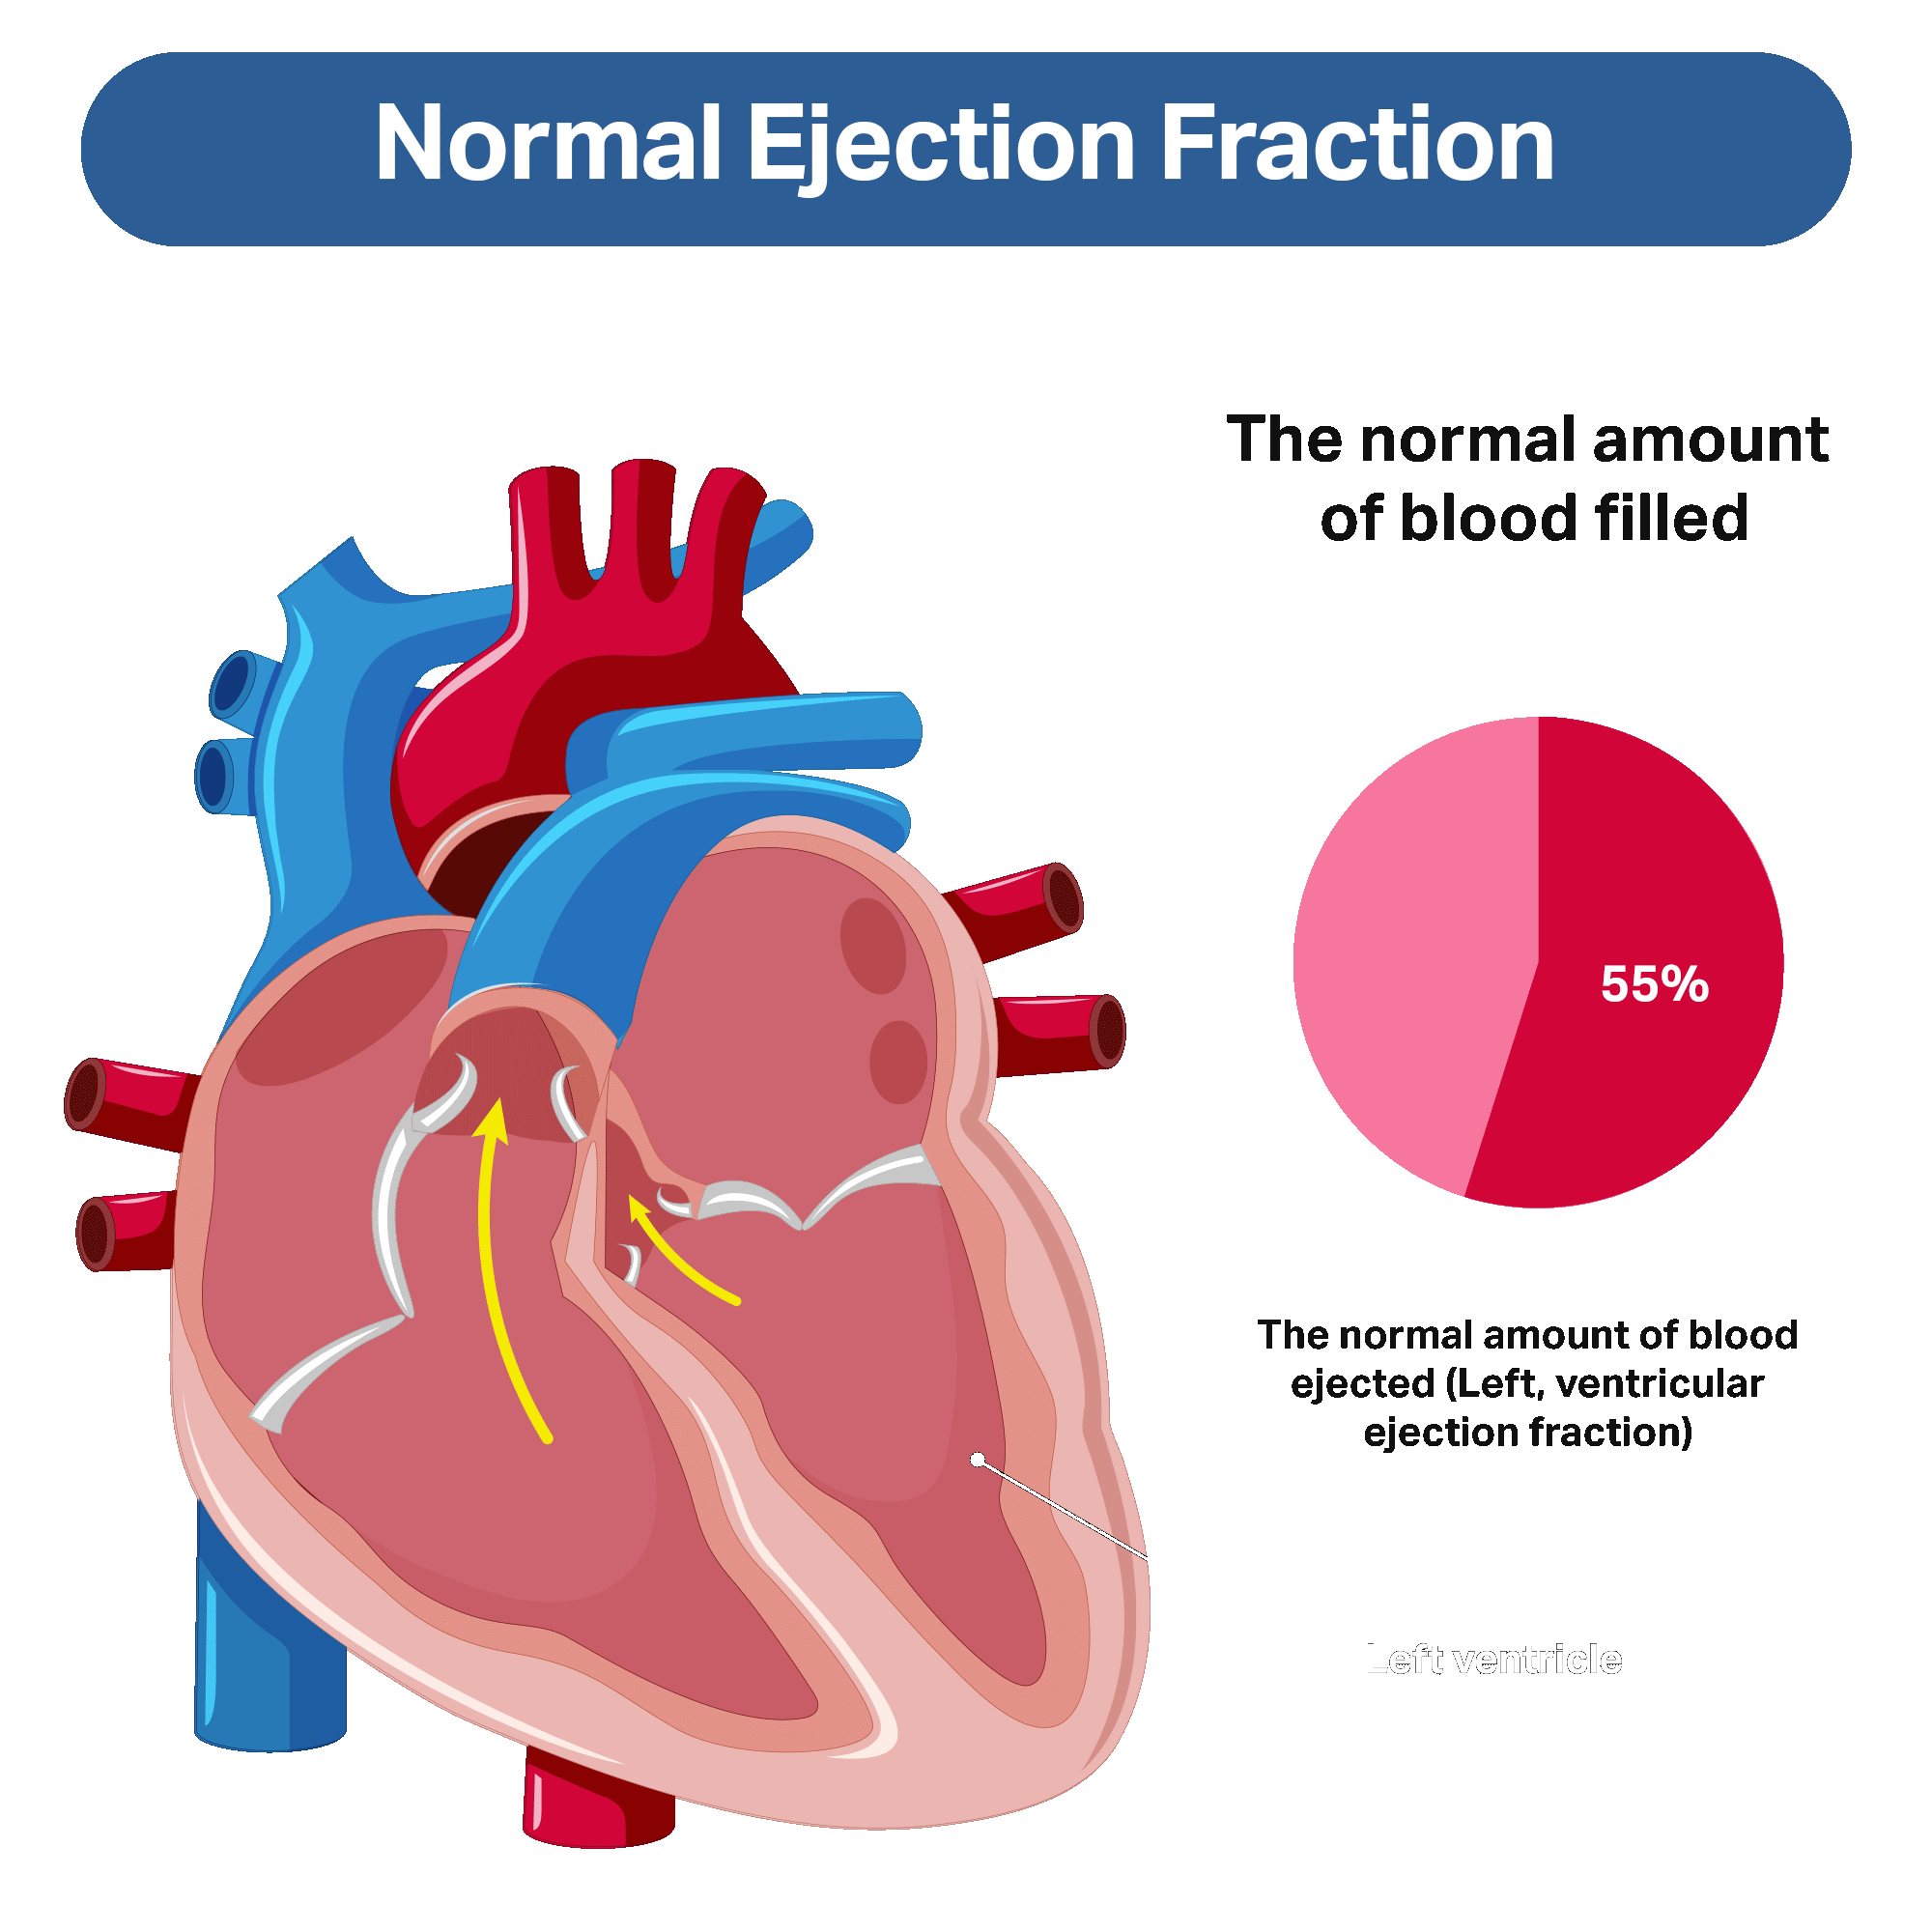 Normal Ejection Fraction
The normal amount
of blood filled
55%
The normal amount of blood
ejected (Left, ventricular
ejection fraction)
Left ventricle